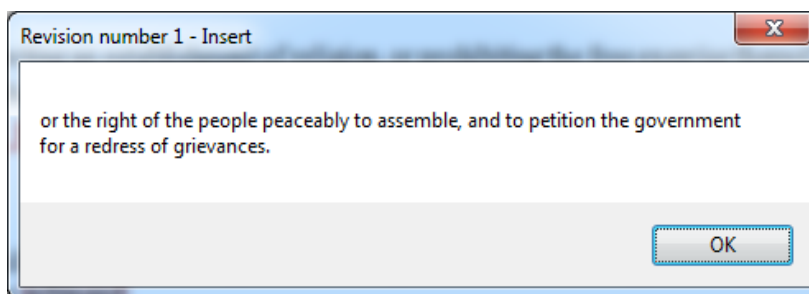 Revision number 1 - Insert
or the right of the people peaceably to assemble, and to petition the government
for a redress of grievances.
OK